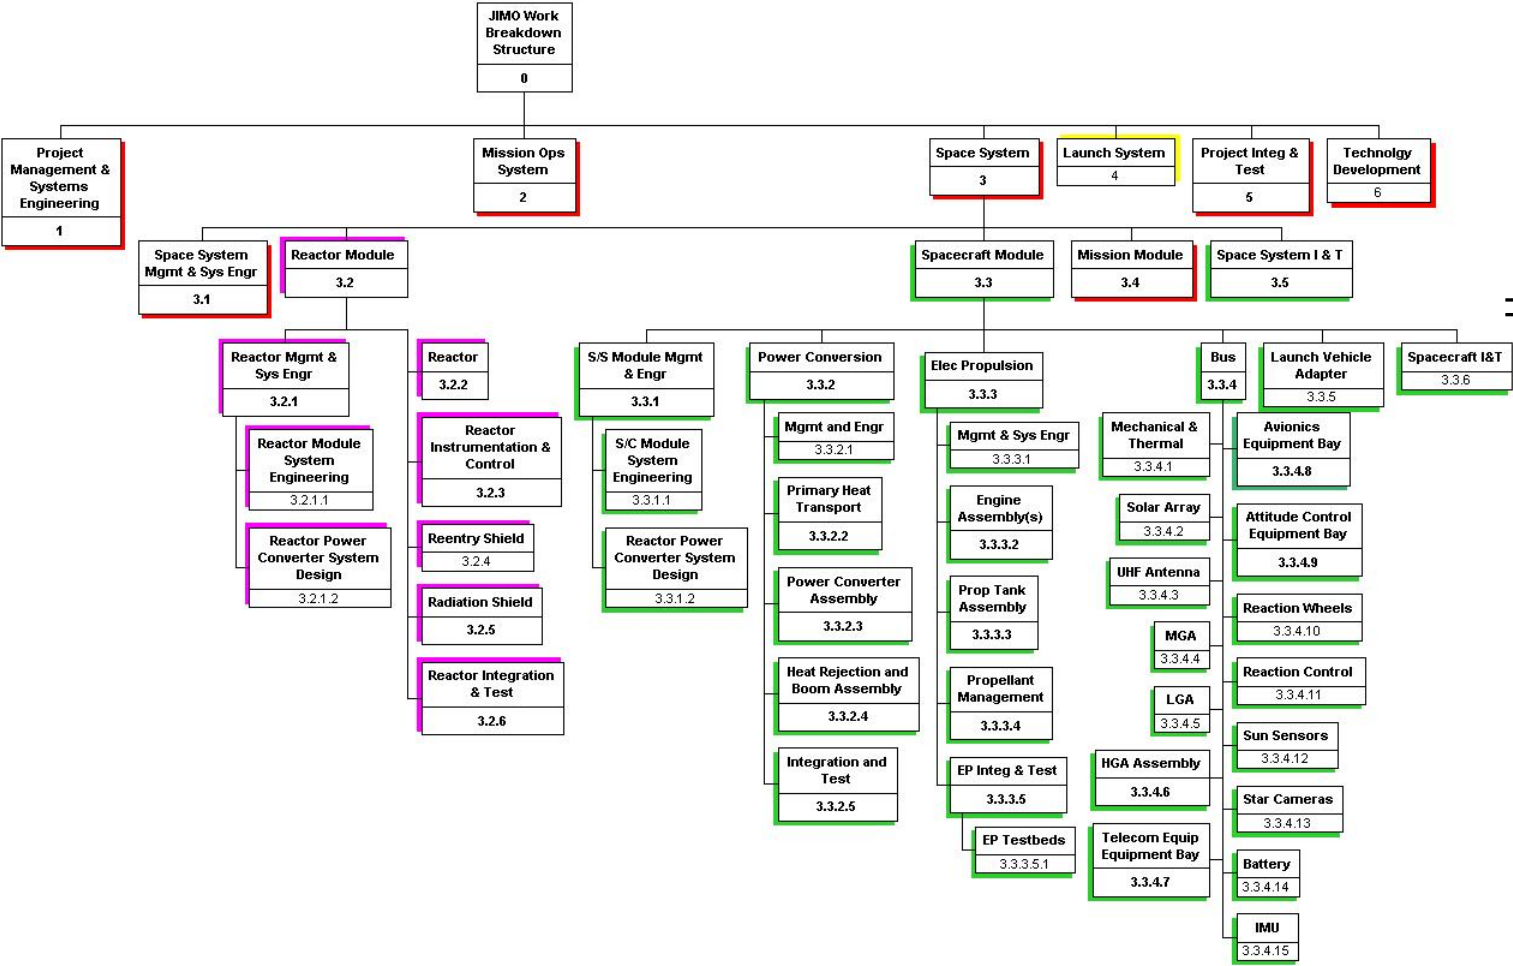 JIMO Work
Breakdown
Structure
0
Project
Management &
Systems
Engineering
1
Mission Ops
System
2
Space System
3
Launch System
4
Project Integ &
Test
5
Technolgy
Development
6
Space System
Mgmt & Sys Engr
3.1
Reactor Module
3.2
Spacecraft Module
3.3
Mission Module
3.4
Space System I & T
3.5
Reactor Mgmt &
Sys Engr
3.2.1
Reactor Module
System
Engineering
3.2.1.1
Reactor Power
Converter System
Design
3.2.1.2
Reactor
3.2.2
Reactor
Instrumentation &
Control
3.2.3
Reentry Shield
3.2.4
Radiation Shield
3.2.5
Reactor Integration
& Test
3.2.6
S/S Module Mgmt
& Engr
3.3.1
S/C Module
System
Engineering
3.3.1.1
Reactor Power
Converter System
Design
3.3.1.2
Power Conversion
3.3.2
Mgmt and Engr
3.3.2.1
Primary Heat
Transport
3.3.2.2
Power Converter
Assembly
3.3.2.3
Heat Rejection and
Boom Assembly
3.3.2.4
Integration and
Test
3.3.2.5
Elec Propulsion
3.3.3
Mgmt & Sys Engr
3.3.3.1
Engine
Assembly(s)
3.3.3.2
Prop Tank
Assembly
3.3.3.3
Propellant
Management
3.3.3.4
EP Integ & Test
3.3.3.5
EP Testbeds
3.3.3.5.1
Bus
3.3.4
Mechanical &
Thermal
3.3.4.1
Solar Array
3.3.4.2
UHF Antenna
3.3.4.3
MGA
3.3.4.4
LGA
3.3.4.5
HGA Assembly
3.3.4.6
Telecom Equip
Equipment Bay
3.3.4.7
Avionics
Equipment Bay
3.3.4.8
Attitude Control
Equipment Bay
3.3.4.9
Reaction Wheels
3.3.4.10
Reaction Control
3.3.4.11
Sun Sensors
3.3.4.12
Star Cameras
3.3.4.13
Battery
3.3.4.14
IMU
3.3.4.15
Launch Vehicle
Adapter
3.3.5
Spacecraft I&T
3.3.6